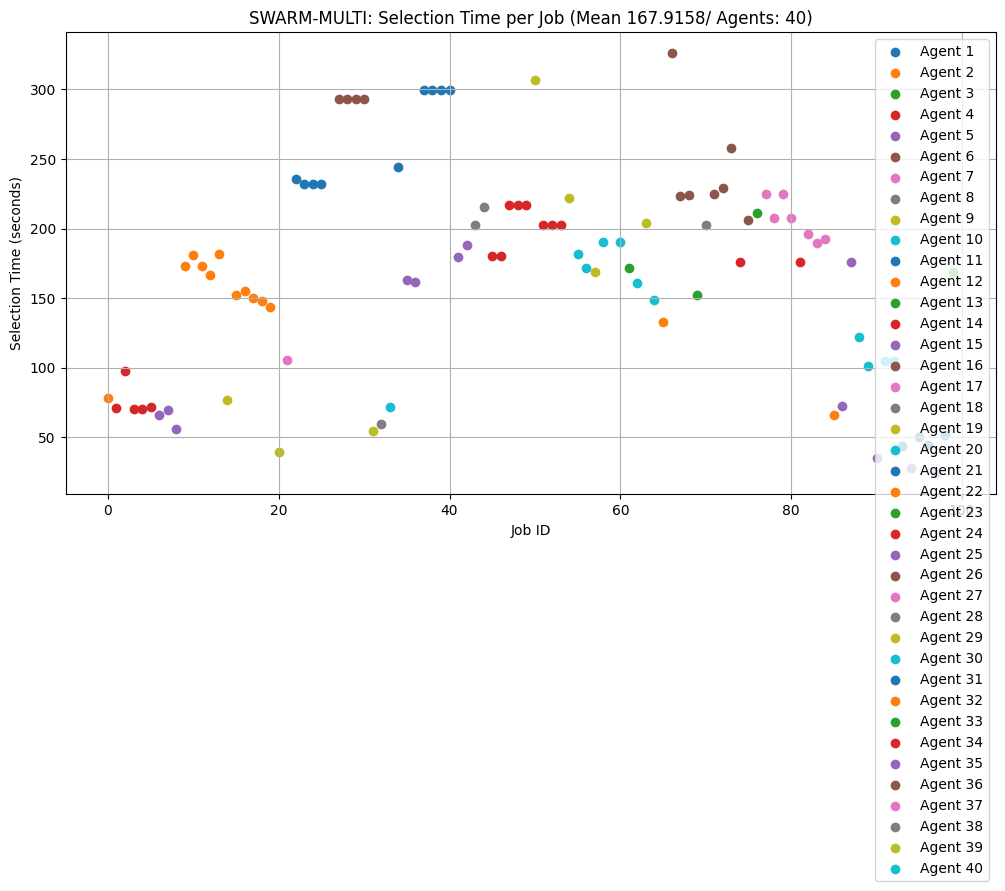 SWARM-MULTI: Selection Time per Job (Mean 167.9158/ Agents: 40)
Selection Time (seconds)
300
250
200
150
100
50
0
20
40
60
80
100
Job ID
Agent 1
Agent 2
Agent 3
Agent 4
Agent 5
Agent 6
Agent 7
Agent 8
Agent 9
Agent 10
Agent 11
Agent 12
Agent 13
Agent 14
Agent 15
Agent 16
Agent 17
Agent 18
Agent 19
Agent 20
Agent 21
Agent 22
Agent 23
Agent 24
Agent 25
Agent 26
Agent 27
Agent 28
Agent 29
Agent 30
Agent 31
Agent 32
Agent 33
Agent 34
Agent 35
Agent 36
Agent 37
Agent 38
Agent 39
Agent 40